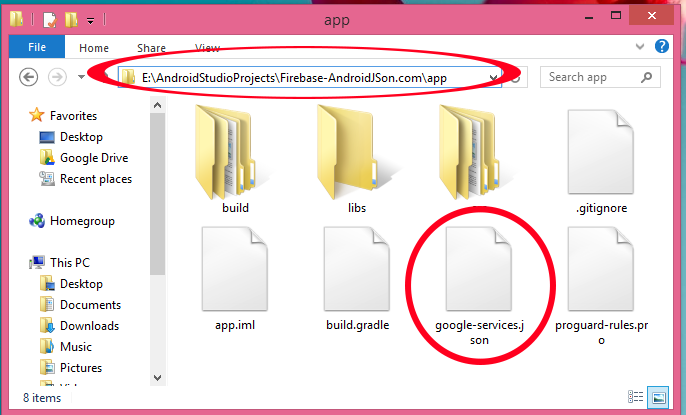 app
File
Home
Share
View
E:\AndroidStudioProjects\Firebase-AndroidJSon.com\app
Search app
Favorites
Desktop
Google Drive
Recent places
Homegroup
This PC
Desktop
Documents
Downloads
Music
Pictures
build
libs
.gitignore
app.iml
build.gradle
google-services.j
son
proguard-rules.pr
o
8 items